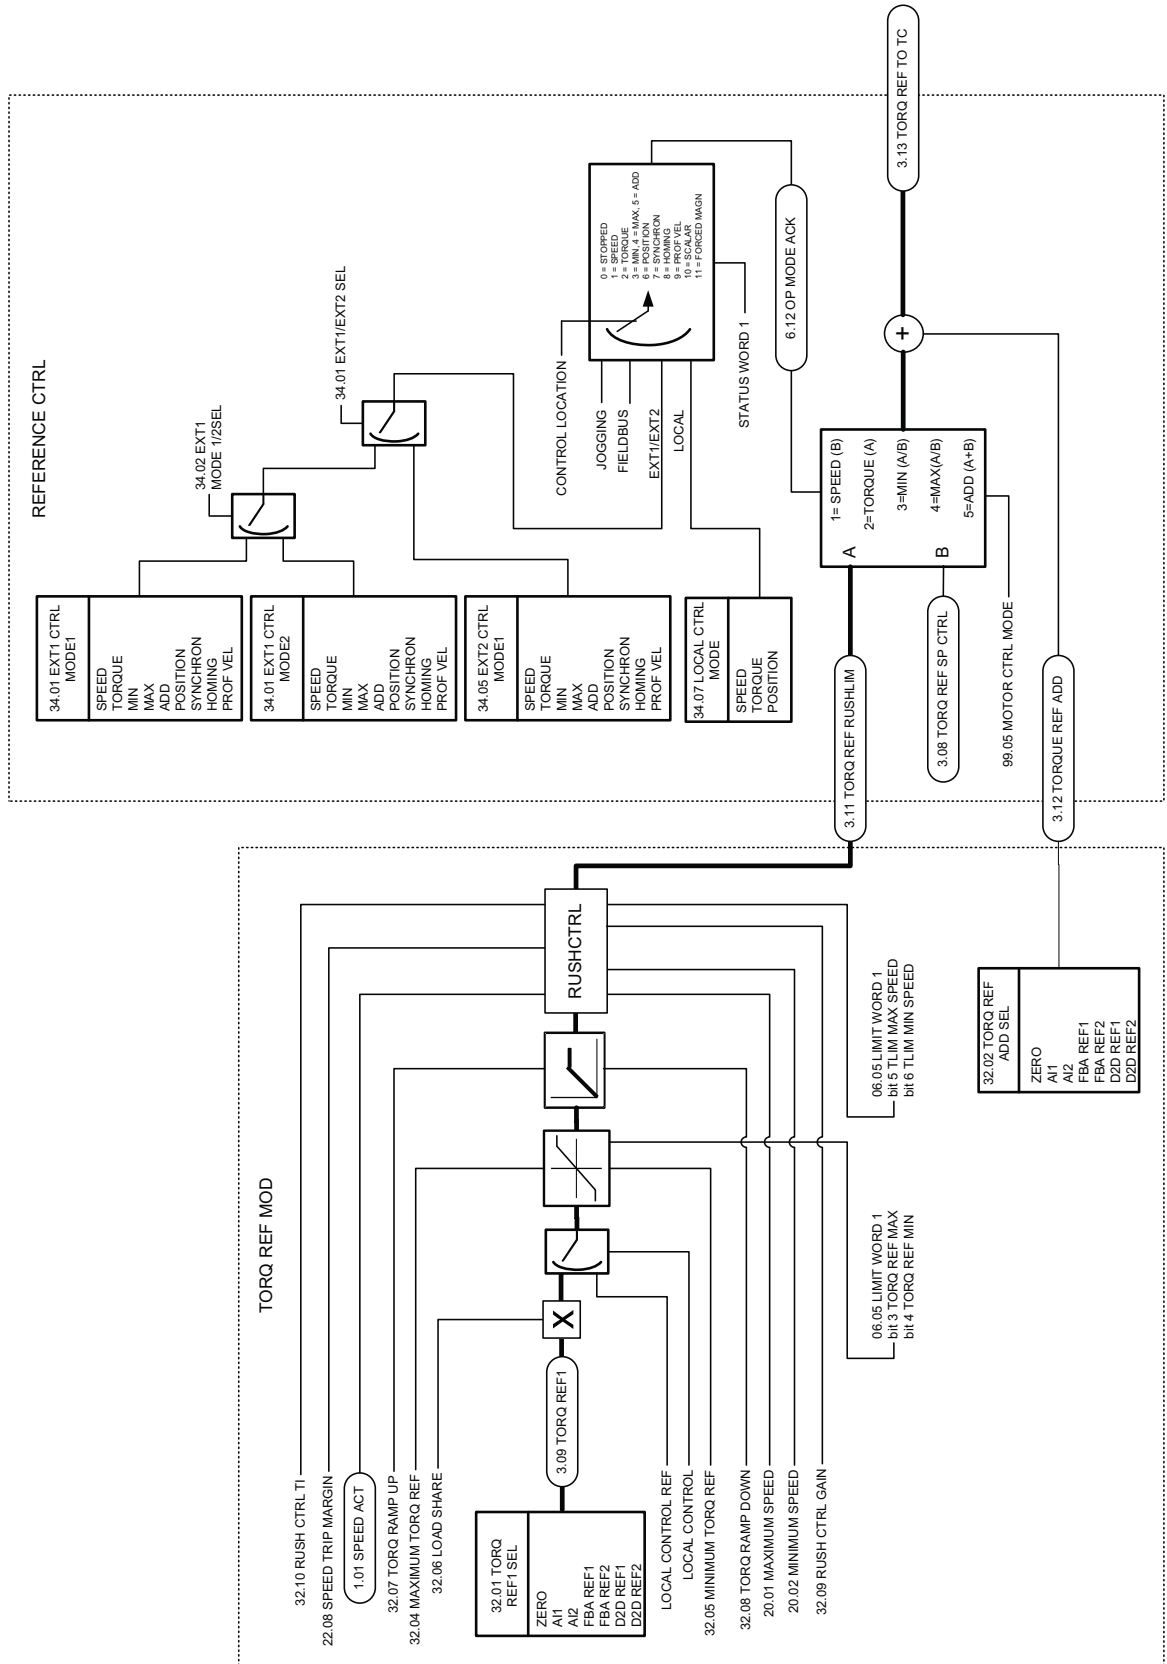 TORQ REF MOD
32.10 RUSH CTRL TI
22.08 SPEED TRIP MARGIN
1.01 SPEED ACT
32.07 TORQ RAMP UP
32.04 MAXIMUM TORQ REF
32.06 LOAD SHARE
32.01 TORQ
REF1 SEL
ZERO
AI1
AI2
FBA REF1
FBA REF2
D2D REF1
D2D REF2
3.09 TORQ REF1
X
RUSHCTRL
LOCAL CONTROL REF
LOCAL CONTROL
32.05 MINIMUM TORQ REF
32.08 TORQ RAMP DOWN
20.01 MAXIMUM SPEED
20.02 MINIMUM SPEED
32.09 RUSH CTRL GAIN
06.05 LIMIT WORD 1
bit 3 TORQ REF MAX
bit 4 TORQ REF MIN
06.05 LIMIT WORD 1
bit 5 TLIM MAX SPEED
bit 6 TLIM MIN SPEED
32.02 TORQ REF
ADD SEL
ZERO
AI1
AI2
FBA REF1
FBA REF2
D2D REF1
D2D REF2
3.11 TORQ REF RUSHLIM
3.12 TORQUE REF ADD
REFERENCE CTRL
34.01 EXT1 CTRL
MODE1
SPEED
TORQUE
MIN
MAX
ADD
POSITION
SYNCHRON
HOMING
PROF VEL
34.01 EXT1 CTRL
MODE2
SPEED
TORQUE
MIN
MAX
ADD
POSITION
SYNCHRON
HOMING
PROF VEL
34.05 EXT2 CTRL
MODE1
SPEED
TORQUE
MIN
MAX
ADD
POSITION
SYNCHRON
HOMING
PROF VEL
34.07 LOCAL CTRL
MODE
SPEED
TORQUE
POSITION
34.02 EXT1
MODE 1/2SEL
34.01 EXT1/EXT2 SEL
CONTROL LOCATION
JOGGING
FIELDBUS
EXT1/EXT2
LOCAL
0 = STOPPED
1 = SPEED
2 = TORQUE
3 = MIN, 4 = MAX, 5 = ADD
6 = POSITION
7 = SYNCHRON
8 = HOMING
9 = PROF VEL
10 = SCALAR
11 = FORCED MAGN
STATUS WORD 1
6.12 OP MODE ACK
3.08 TORQ REF SP CTRL
99.05 MOTOR CTRL MODE
A
B
1= SPEED (B)
2=TORQUE (A)
3=MIN (A/B)
4=MAX(A/B)
5=ADD (A+B)
+
3.13 TORQ REF TO TC